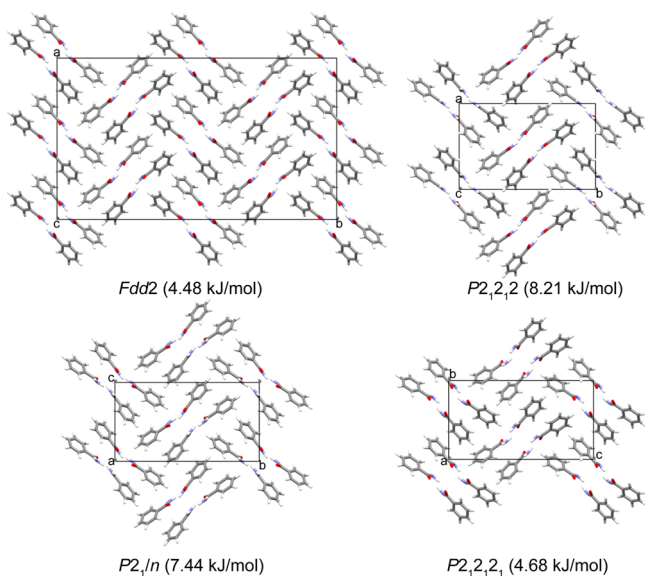 a
c
b
Fdd2 (4.48 kJ/mol)
a
c
b
P2₁2₁2 (8.21 kJ/mol)
c
a
b
P2₁/n (7.44 kJ/mol)
b
a
c
P2₁2₁2₁ (4.68 kJ/mol)